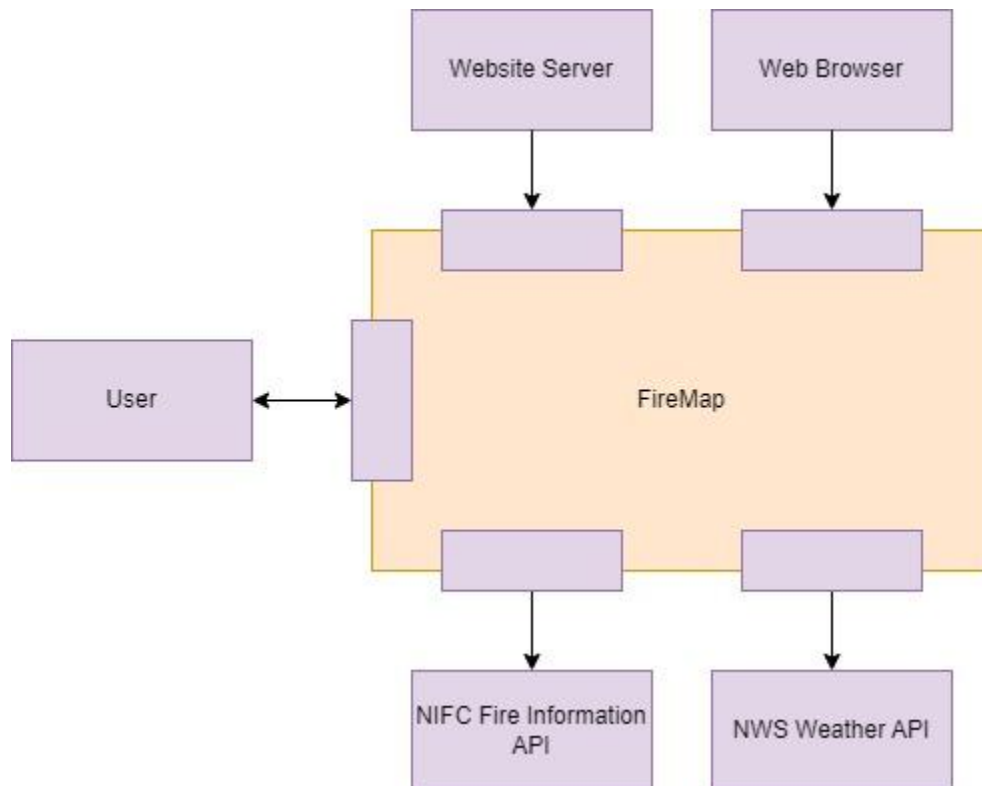 Website Server
Web Browser
User
FireMap
NIFC Fire Information
API
NWS Weather API